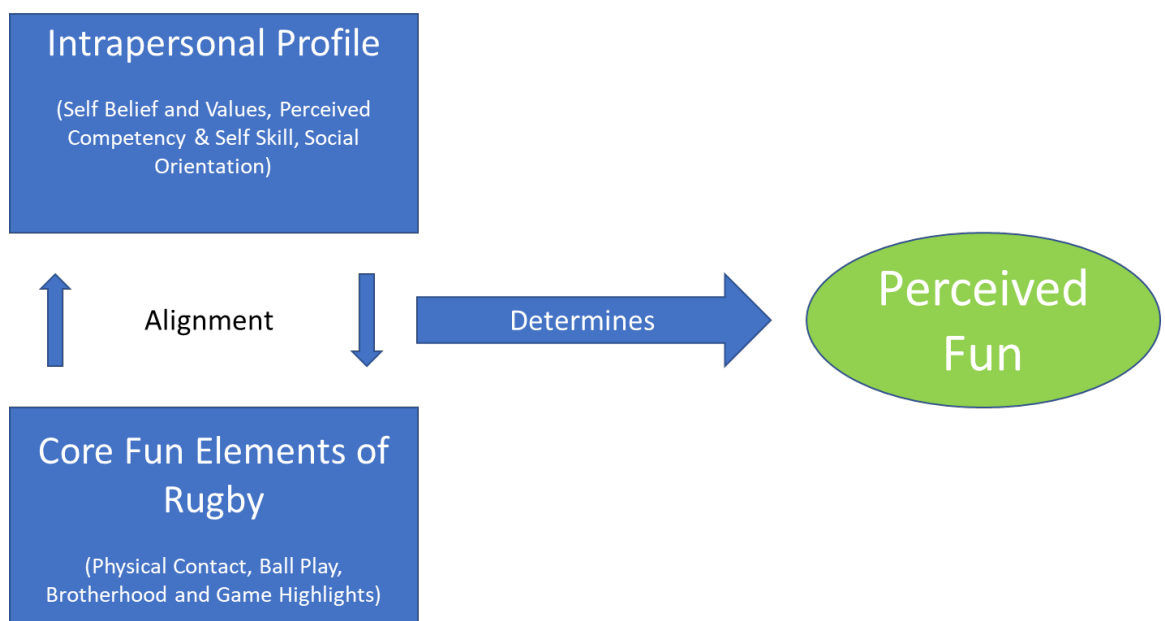 Intrapersonal Profile
(Self Belief and Values, Perceived
Competency & Self Skill, Social
Orientation)
Alignment
Determines
Perceived
Fun
Core Fun Elements of
Rugby
(Physical Contact, Ball Play,
Brotherhood and Game Highlights)